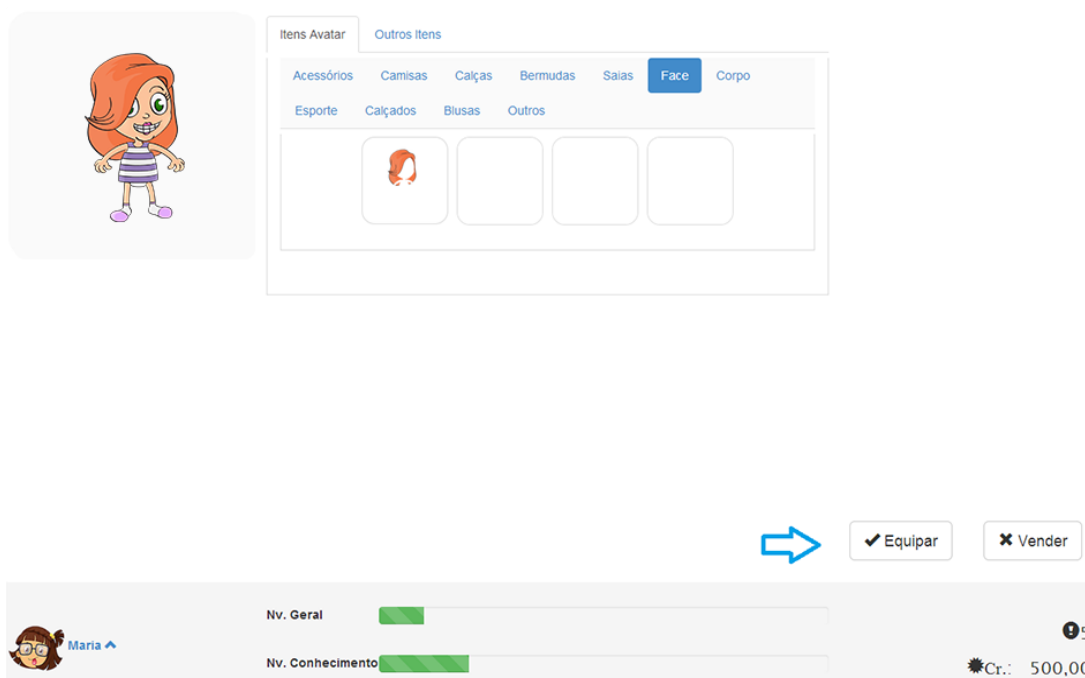 Itens Avatar Outros Itens
Acessórios Camisas Calças Bermudas Saias Face Corpo
Esporte Calçados Blusas Outros
Equipar Vender
Nv. Geral
Maria
5
Nv. Conhecimento
Cr.: 500,00